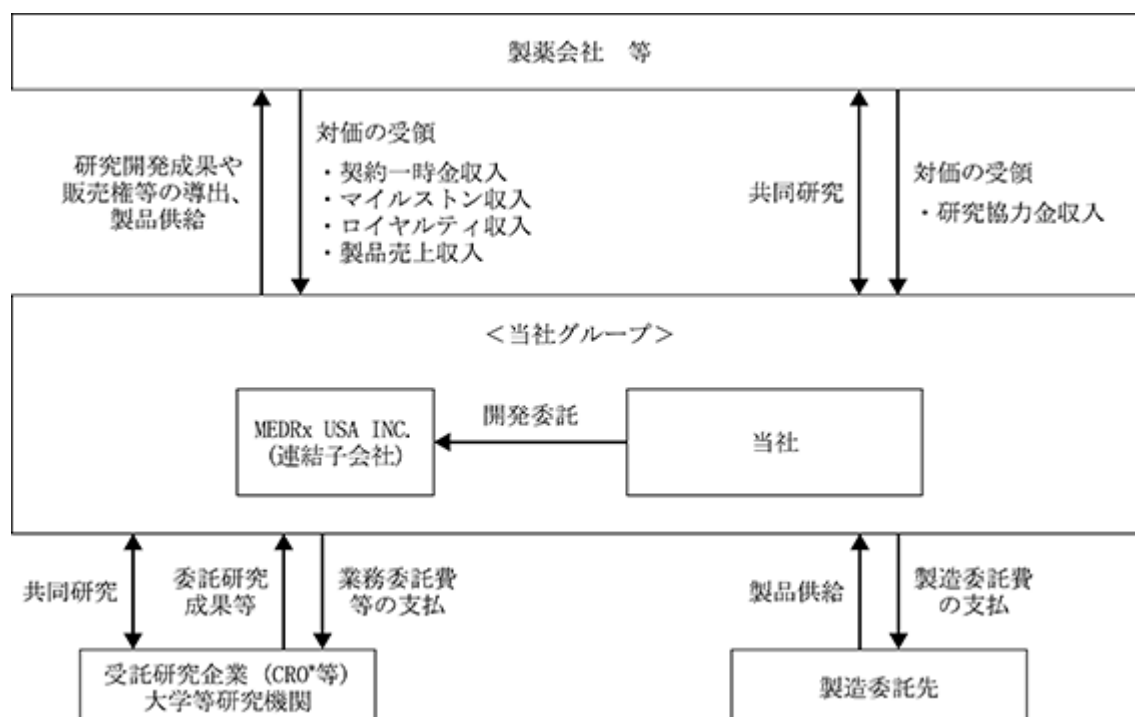 製薬会社　等
研究開発成果や
販売権等の導出、
製品供給
対価の受領
・契約一時金収入
・マイルストン収入
・ロイヤルティ収入
・製品売上収入
共同研究
対価の受領
・研究協力金収入
＜当社グループ＞
MEDRx USA INC.
(連結子会社)
開発委託
当社
共同研究
委託研究
成果等
業務委託費
等の支払
製品供給
製造委託費
の支払
受託研究企業 (CRO*等)
大学等研究機関
製造委託先